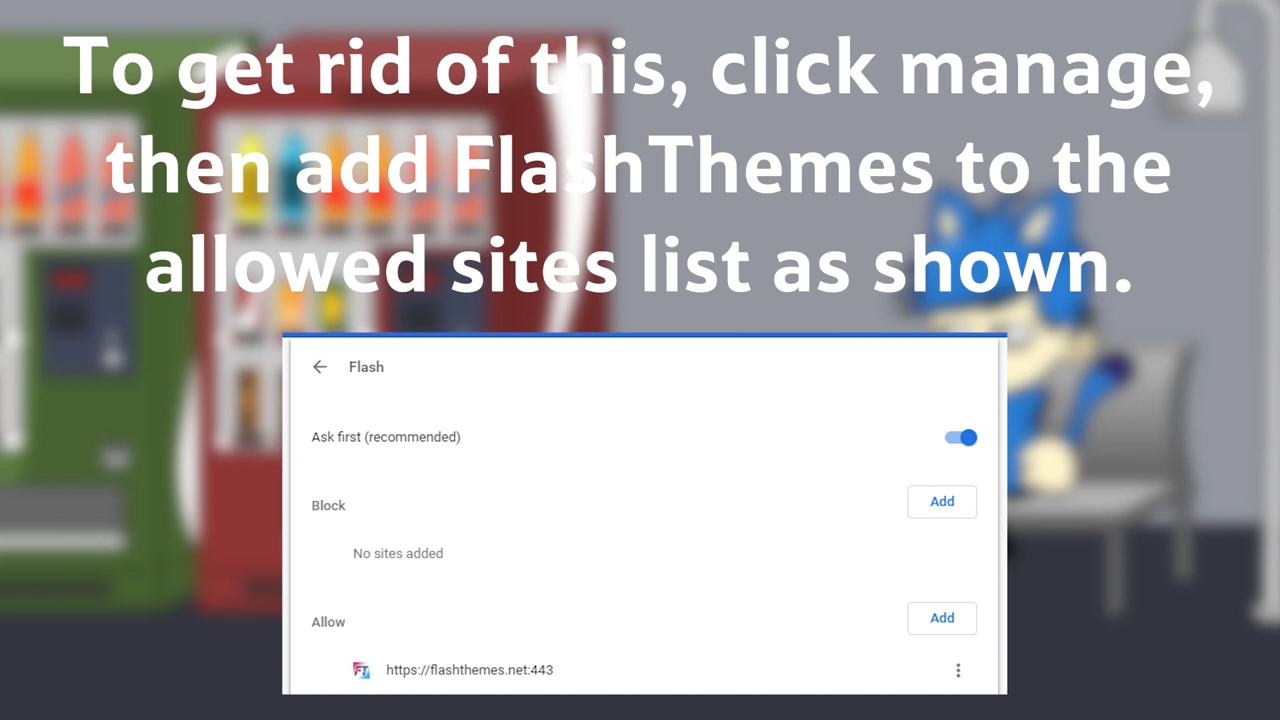 To get rid of this, click manage,
then add FlashThemes to the
allowed sites list as shown.
Flash
Ask first (recommended)
Block
Add
No sites added
Allow
Add
FT
https://flashthemes.net:443